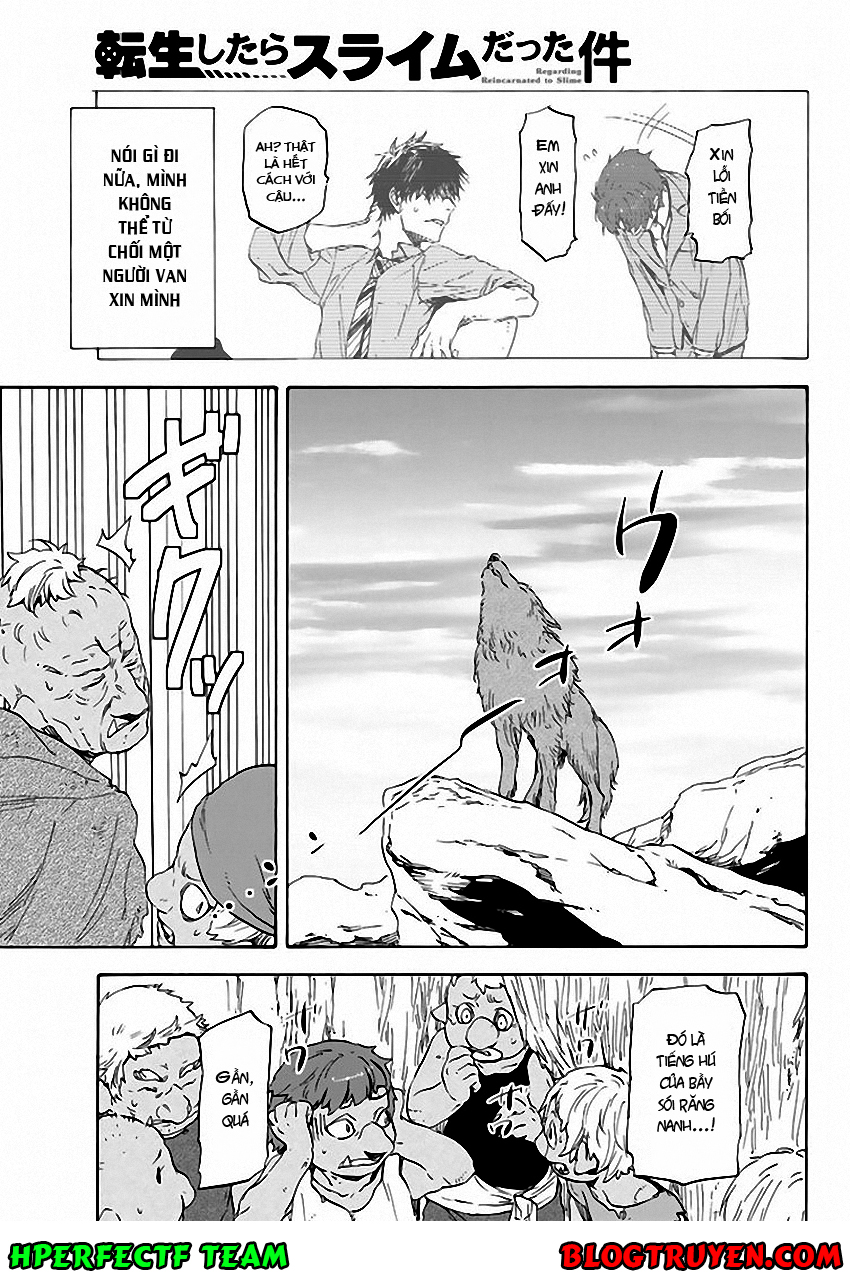 転生したらスライムだった件
Regarding
Reincarnated to Slime
XIN
LỖI
TIỀN
BỐI
EM
XIN
ANH
ĐẤY!
AH? THẬT
LÀ HẾT
CÁCH VỚI
CẬU...
NÓI GÌ ĐI
NỮA, MÌNH
KHÔNG
THỂ TỪ
CHỐI MỘT
NGƯỜI VAN
XIN MÌNH
ウ
ォ
ォ
ー
ン
ギクッ
ĐÓ LÀ
TIẾNG HÚ
CỦA BẦY
SÓI RĂNG
NANH...!
GẦN,
GẦN
QUÁ
HPERFECTF TEAM
BLOGTRUYEN.COM